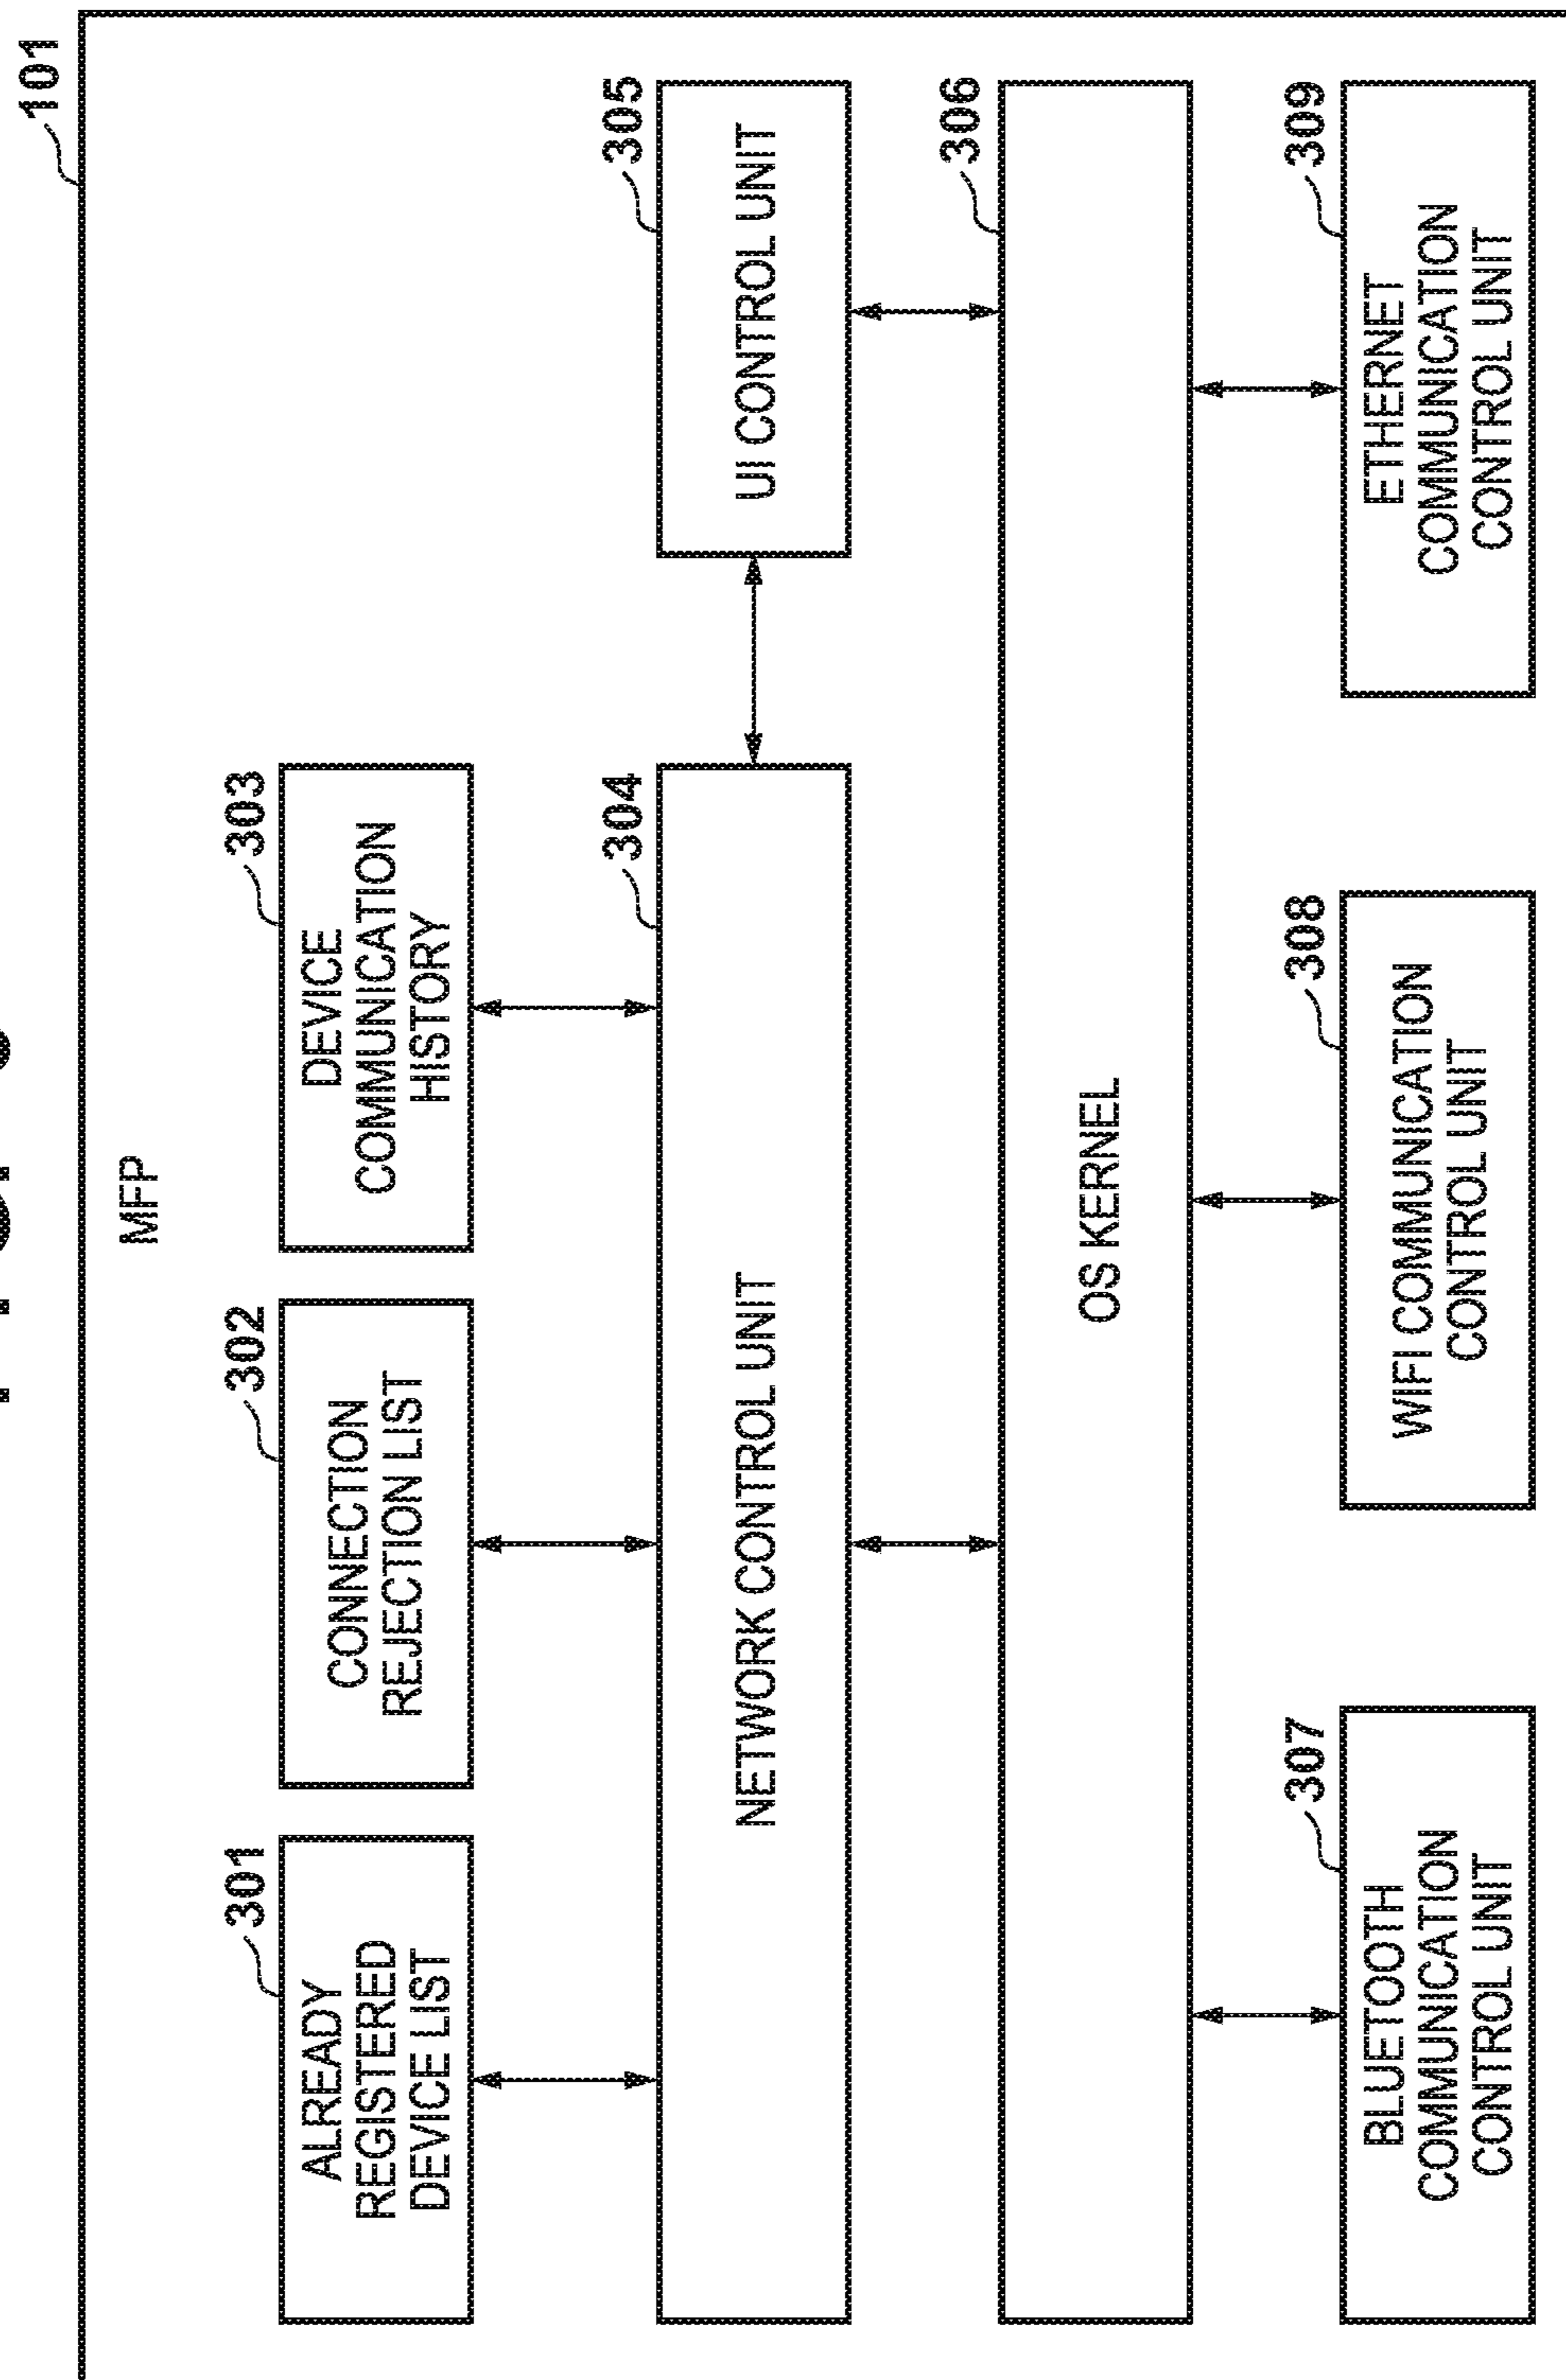 101
MFP
301
ALREADY
REGISTERED
DEVICE LIST
302
CONNECTION
REJECTION LIST
303
DEVICE
COMMUNICATION
HISTORY
304
NETWORK CONTROL UNIT
305
UI CONTROL UNIT
306
OS KERNEL
307
BLUETOOTH
COMMUNICATION
CONTROL UNIT
308
WIFI COMMUNICATION
CONTROL UNIT
309
ETHERNET
COMMUNICATION
CONTROL UNIT